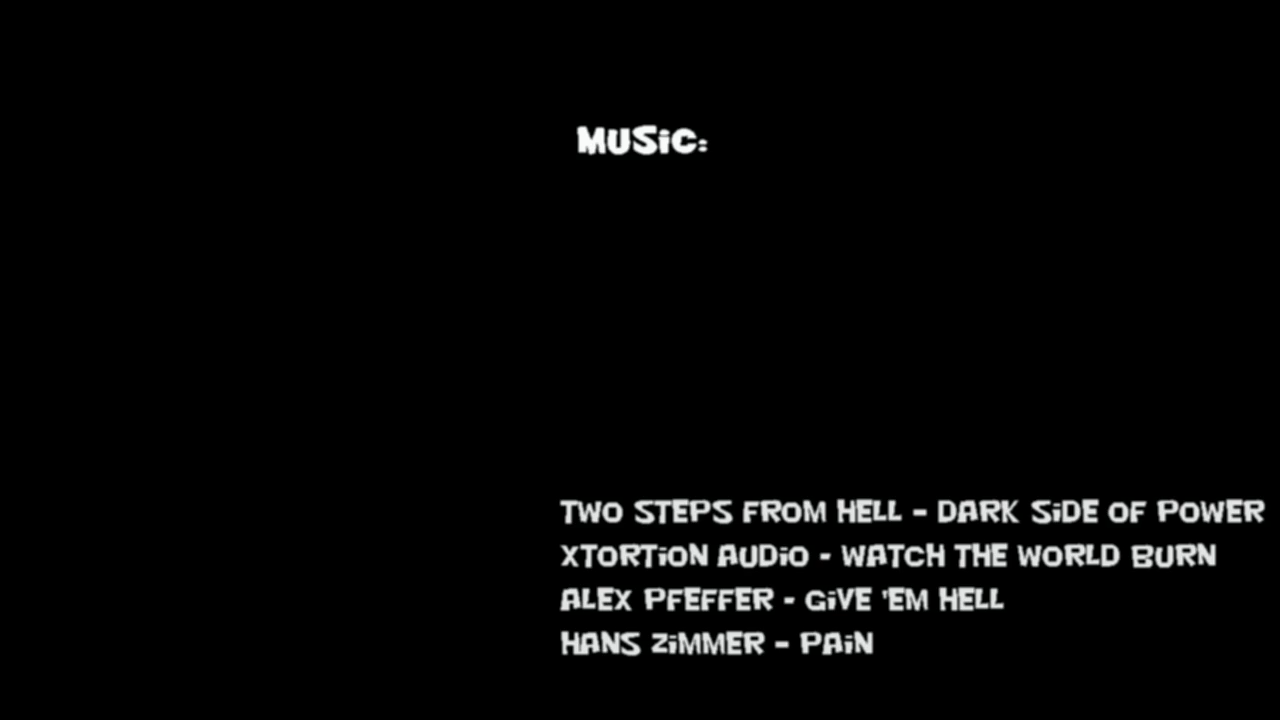 MUSiC:
TWO STEPS FROM HELL - DARK SiDE OF POWER
XTORTiON AUDiO - WATCH THE WORLD BURN
ALEX PFEFFER - GiVE 'EM HELL
HANS ZiMMER - PAiN